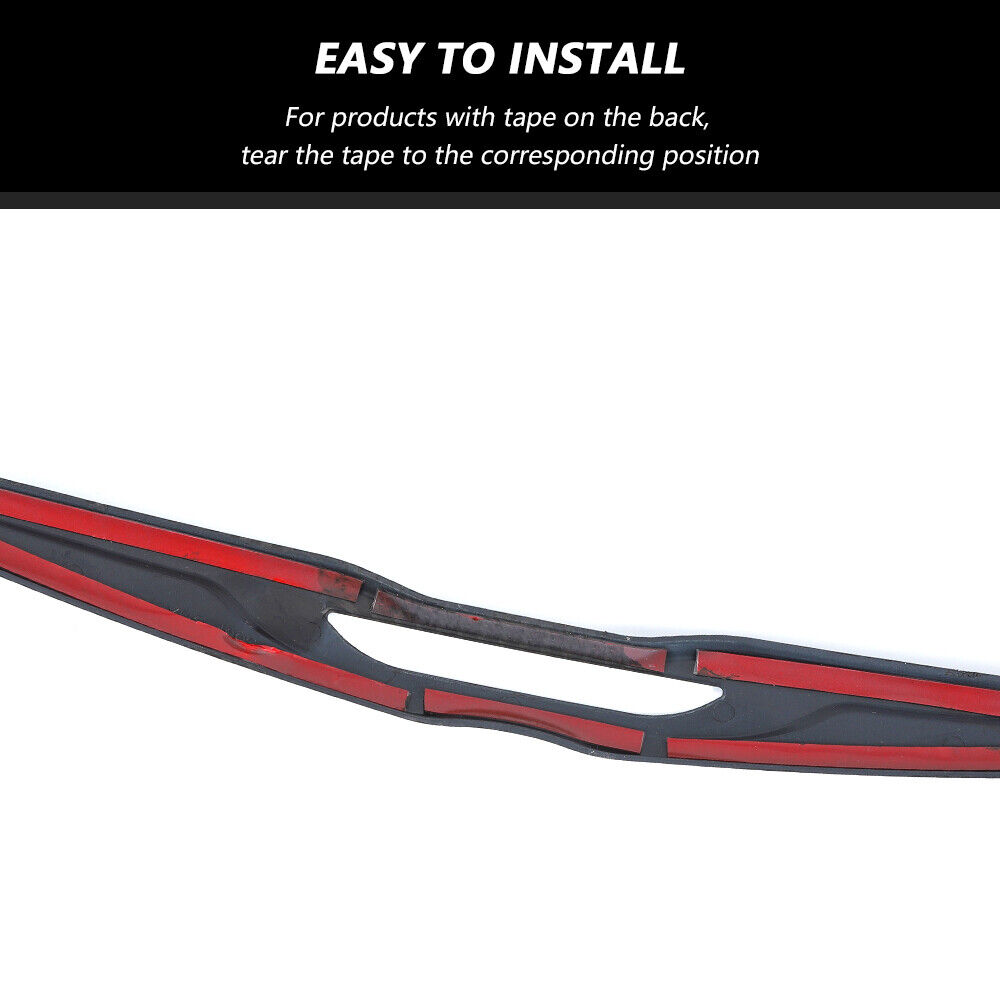 EASY TO INSTALL
For products with tape on the back,
tear the tape to the corresponding position